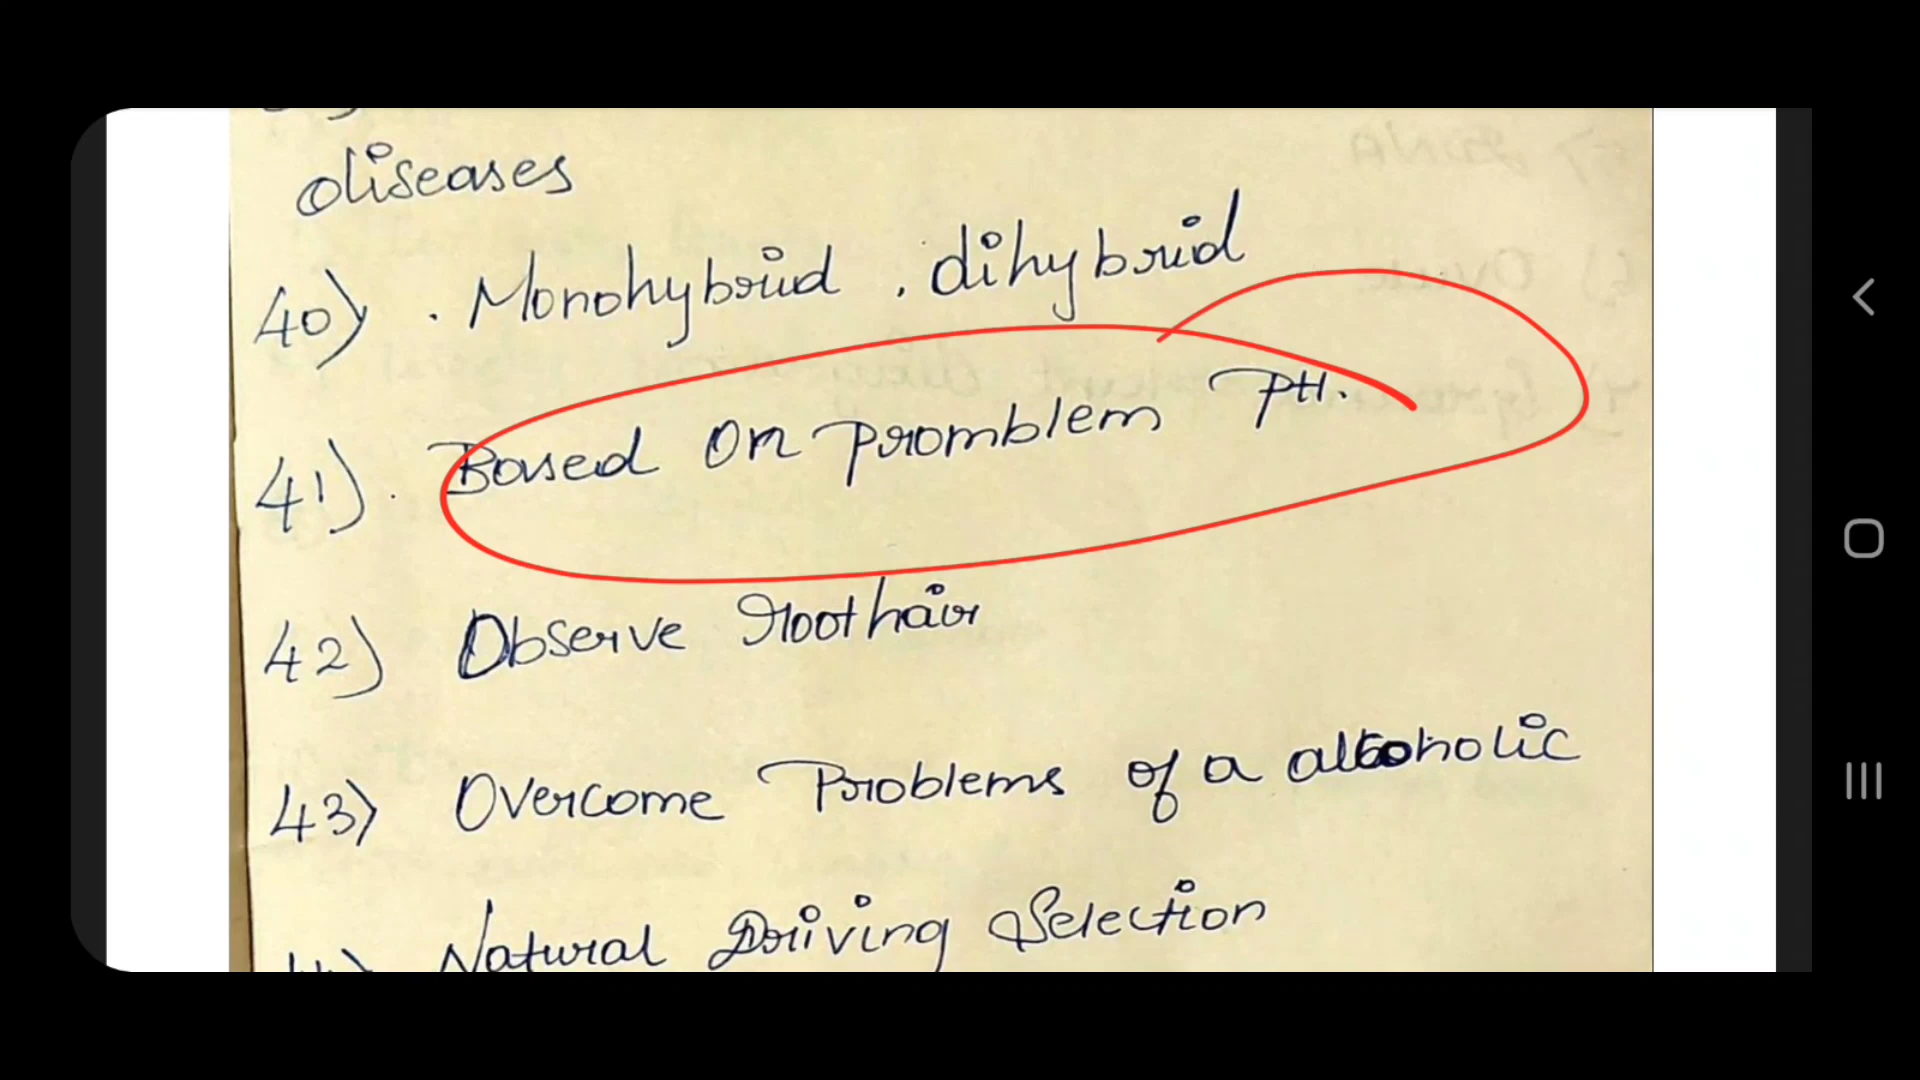 diseases
40) . Monohybrid . dihybrid
41) . Based On Promblem PH.
42) Observe root hair
43) Overcome Problems of a alcoholic
Natural Driving Selection